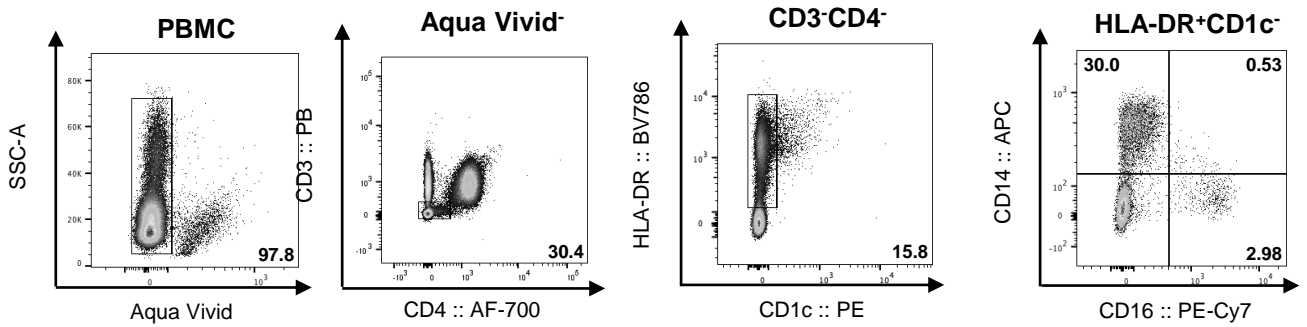 PBMC
SSC-A
80K
60K
40K
20K
0
0
10³
97.8
Aqua Vivid
Aqua Vivid⁻
CD3 :: PB
10⁵
10⁴
10³
0
-10³
-10³
0
10³
10⁴
10⁵
30.4
CD4 :: AF-700
CD3⁻CD4⁻
HLA-DR :: BV786
10⁴
10³
0
0
10³
10⁴
15.8
CD1c :: PE
HLA-DR⁺CD1c⁻
CD14 :: APC
30.0
0.53
10³
10²
0
-10²
0
10³
10⁴
2.98
CD16 :: PE-Cy7